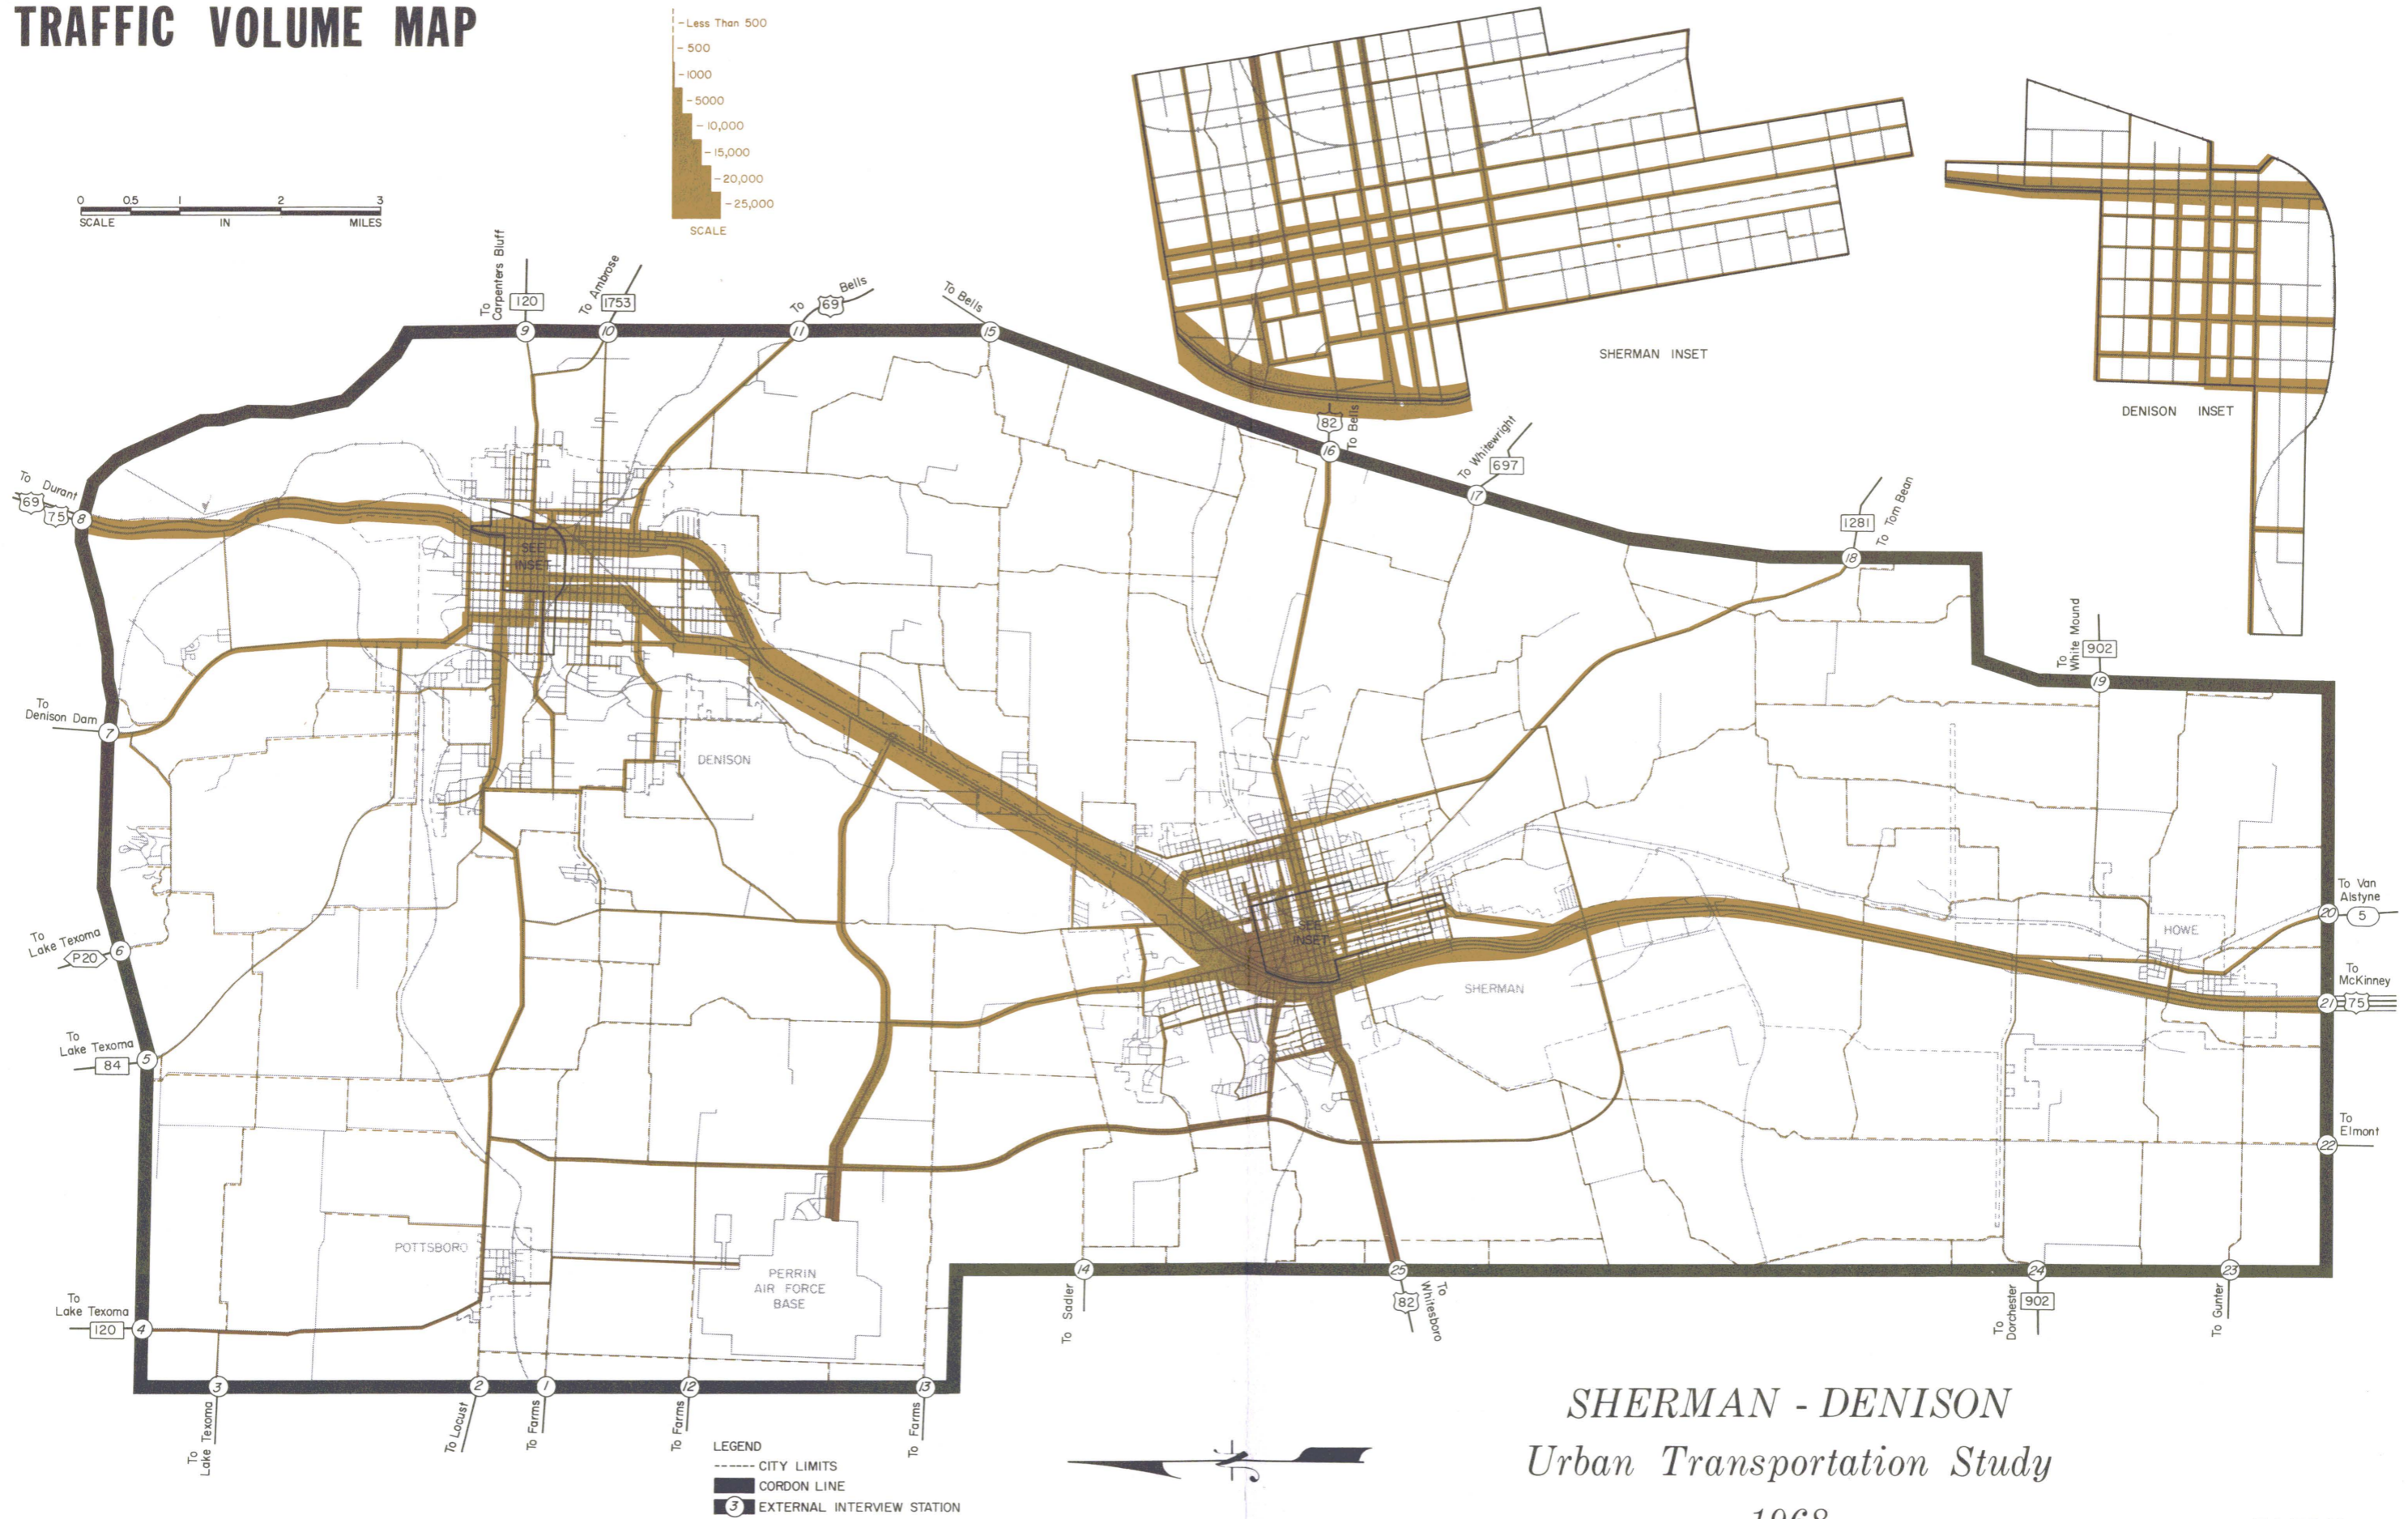 TRAFFIC VOLUME MAP
Less Than 500
500
1000
5000
10,000
15,000
20,000
25,000
SCALE
0 0.5 1 2 3
SCALE IN MILES
SHERMAN INSET
DENISON INSET
To
Carpenters Bluff
120
9
To Ambrose
1753
10
To Bells
69
11
To Bells
15
82
To Bells
16
To Whitewright
697
17
1281
To Tom Bean
18
To
White Mound
902
19
To Durant
69
75
8
SEE
INSET
To
Denison Dam
7
DENISON
To
Lake Texoma
P20
6
To
Lake Texoma
84
5
SEE
INSET
SHERMAN
HOWE
To Van
Alstyne
20
5
To
McKinney
21
75
To
Elmont
22
POTTSBORO
PERRIN
AIR FORCE
BASE
To
Lake Texoma
120
4
3
To
Lake Texoma
2
To Locust
1
To Farms
12
To Farms
13
To Farms
14
To Sadler
25
82
To
Whitesboro
24
902
To
Dorchester
23
To Gunter
LEGEND
CITY LIMITS
CORDON LINE
3 EXTERNAL INTERVIEW STATION
SHERMAN - DENISON
Urban Transportation Study
1968